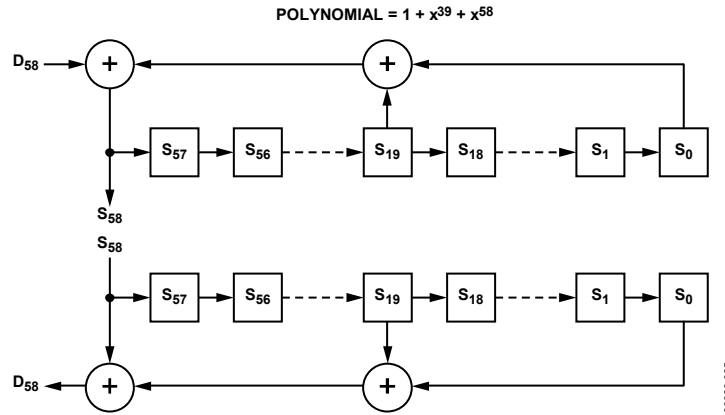 POLYNOMIAL = 1 + x39 + x58
D58
+
+
S57
S56
S19
S18
S1
S0
S58
S58
S57
S56
S19
S18
S1
S0
D58
+
+